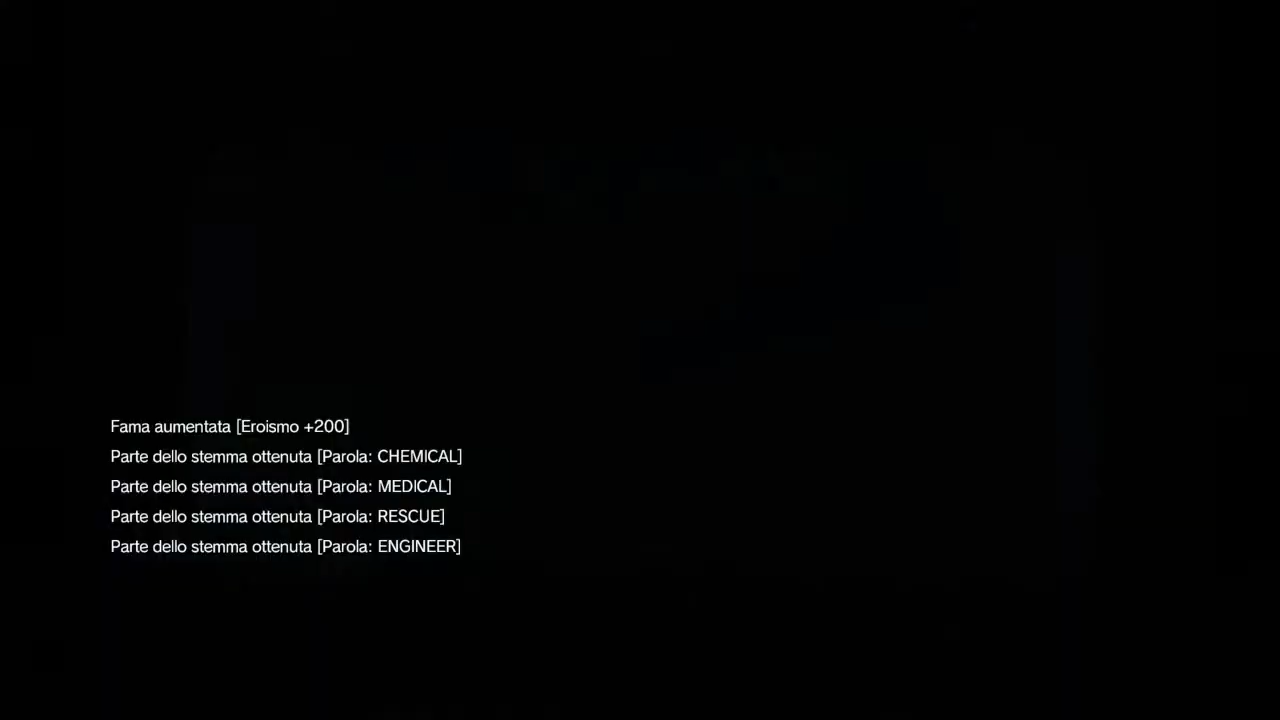 Fama aumentata [Eroismo +200]
Parte dello stemma ottenuta [Parola: CHEMICAL]
Parte dello stemma ottenuta [Parola: MEDICAL]
Parte dello stemma ottenuta [Parola: RESCUE]
Parte dello stemma ottenuta [Parola: ENGINEER]